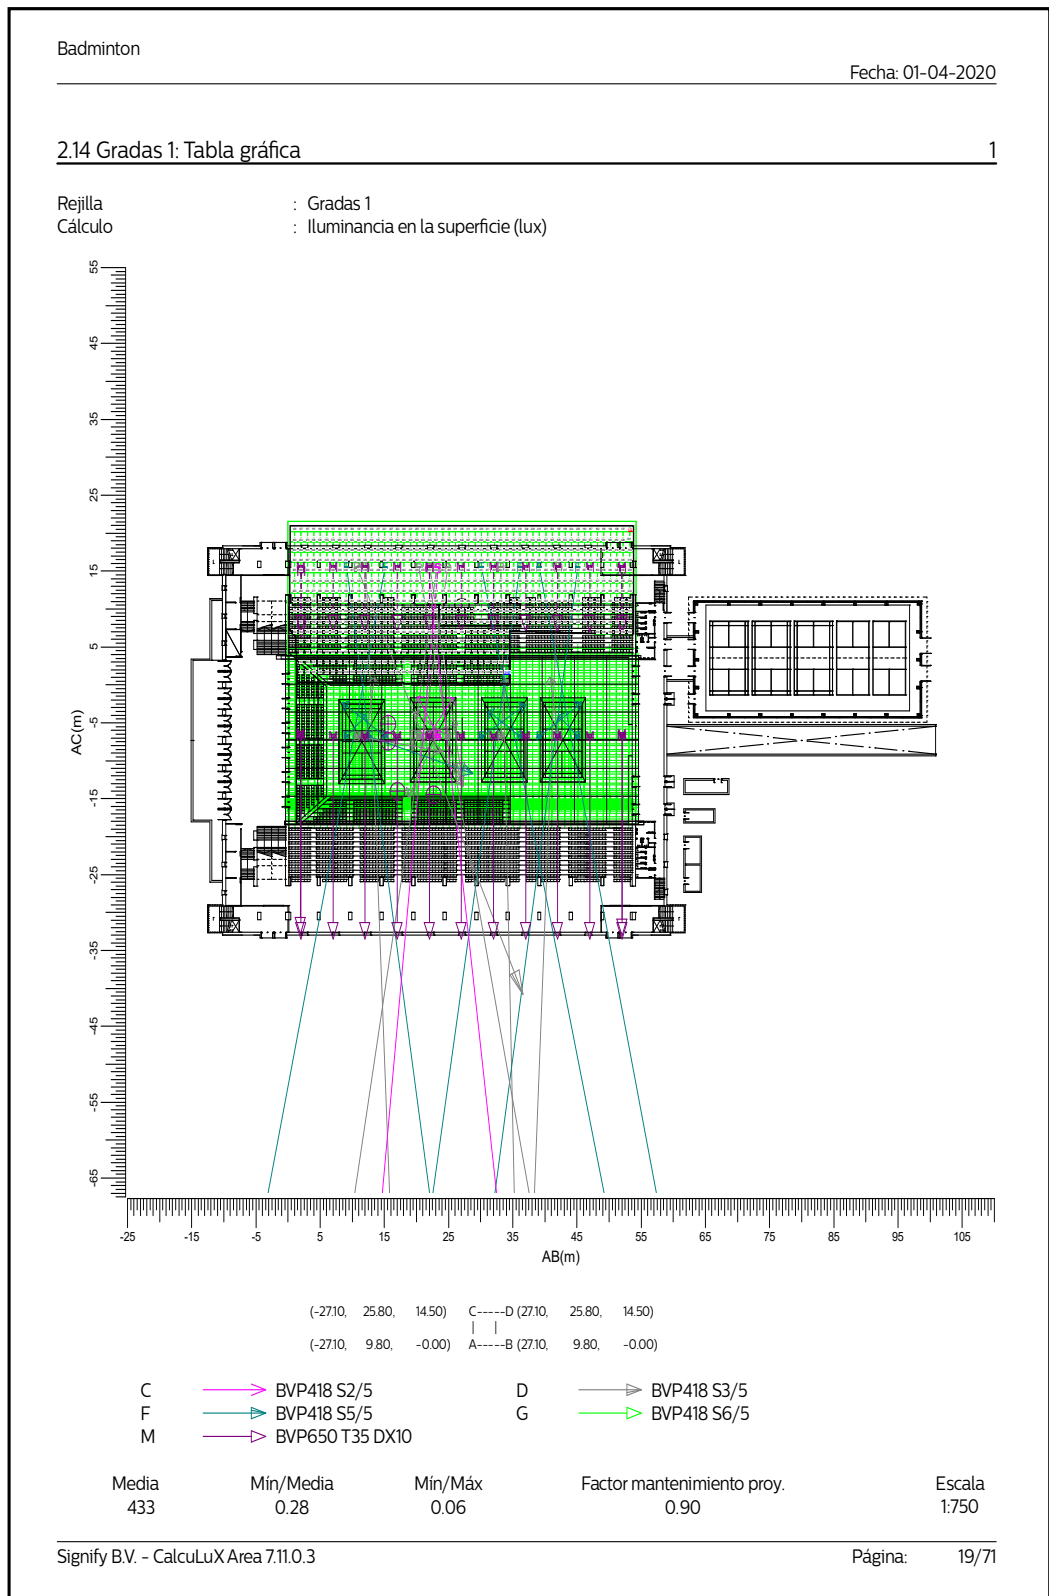 Badminton
Fecha: 01-04-2020
2.14 Gradas 1: Tabla gráfica 1
Rejilla : Gradas 1
Cálculo : Iluminancia en la superficie (lux)
55
45
35
25
15
5
-5
-15
-25
-35
-45
-55
-65
AC(m)
-25 -15 -5 5 15 25 35 45 55 65 75 85 95 105
AB(m)
(-27.10, 25.80, 14.50) C-----D (27.10, 25.80, 14.50)
| |
(-27.10, 9.80, -0.00) A-----B (27.10, 9.80, -0.00)
C BVP418 S2/5 D BVP418 S3/5
F BVP418 S5/5 G BVP418 S6/5
M BVP650 T35 DX10
Media Mín/Media Mín/Máx Factor mantenimiento proy. Escala
433 0.28 0.06 0.90 1:750
Signify B.V. - CalcuLuX Area 7.11.0.3 Página: 19/71